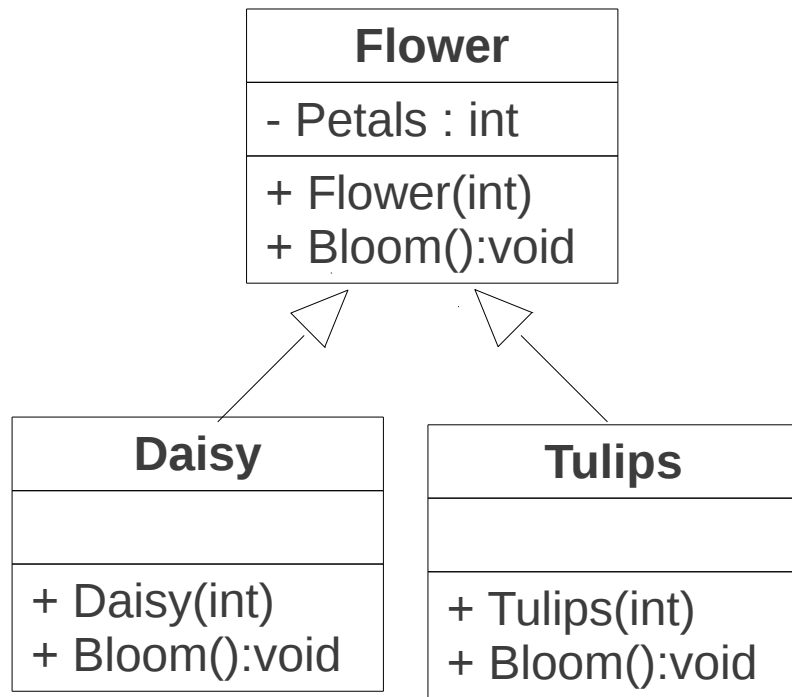 Flower
- Petals : int
+ Flower(int)
+ Bloom():void
Daisy
+ Daisy(int)
+ Bloom():void
Tulips
+ Tulips(int)
+ Bloom():void